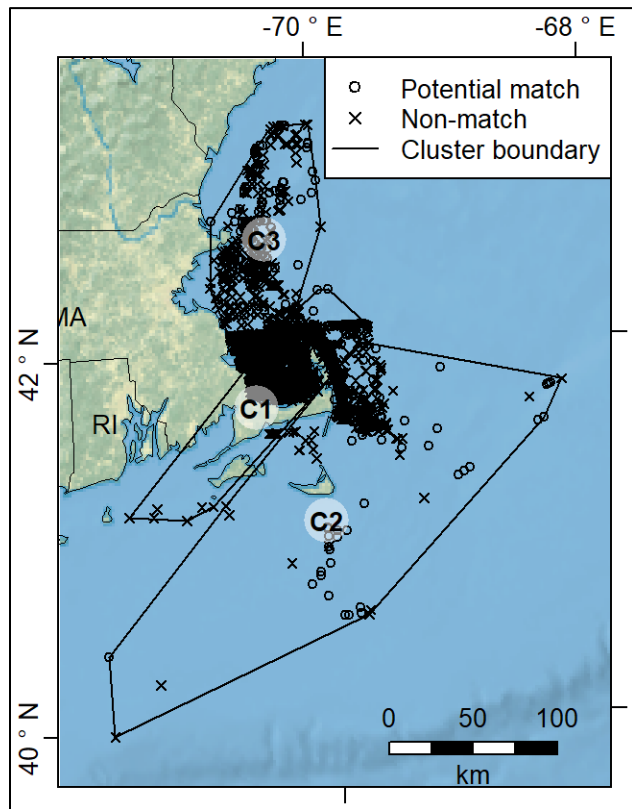 -70 ° E
-68 ° E
Potential match
Non-match
Cluster boundary
C3
MA
42 ° N
C1
RI
C2
0
50
100
km
40 ° N